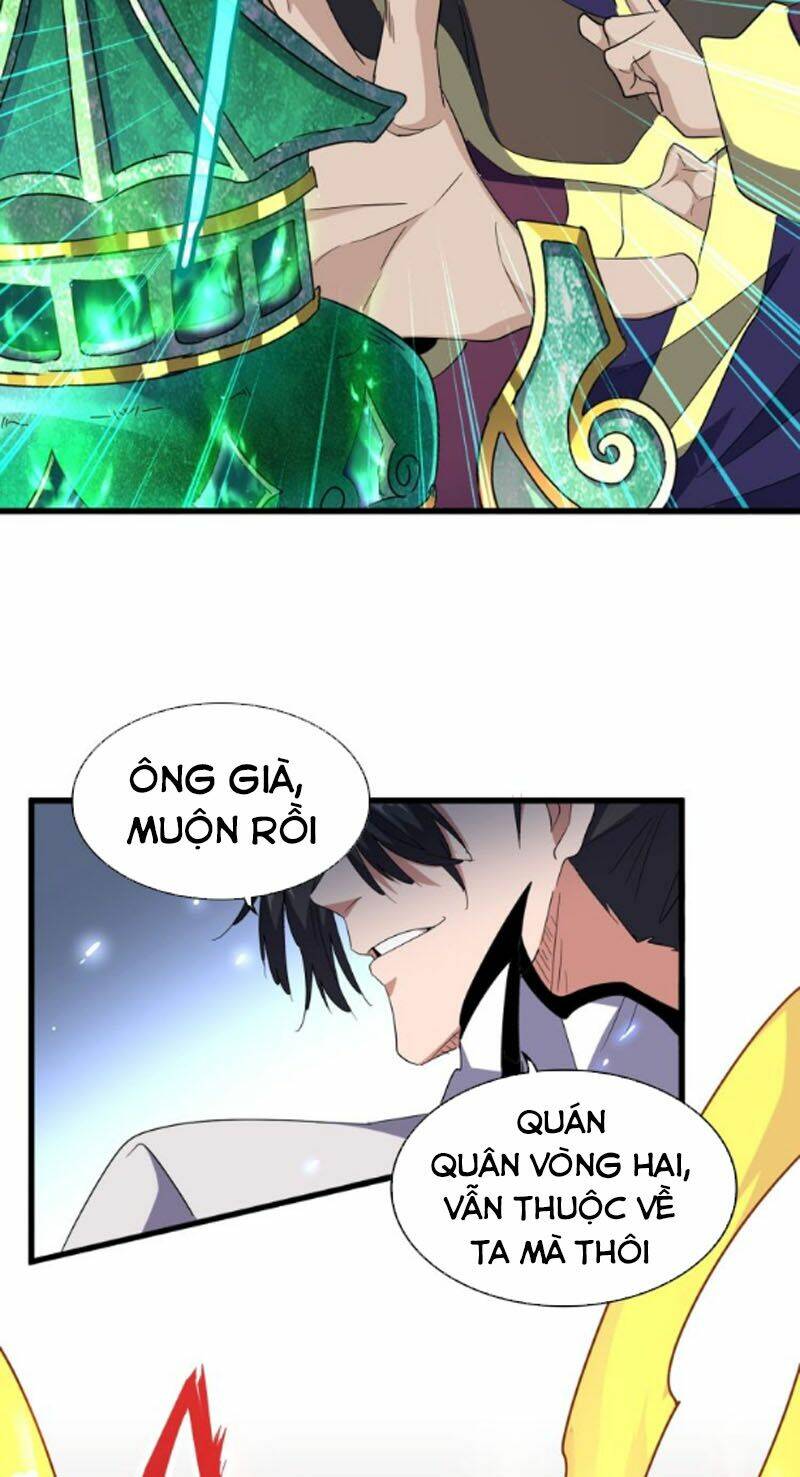 ÔNG GIÀ,
MUỘN RỒI
QUÁN
QUÂN VÒNG HAI,
VẪN THUỘC VỀ
TA MÀ THÔI